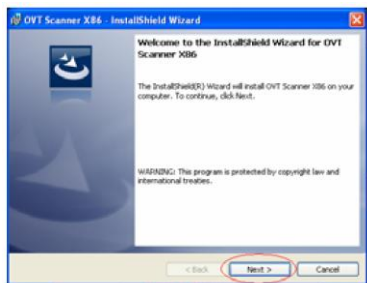 OVT Scanner X86 - InstallShield Wizard
Welcome to the InstallShield Wizard for OVT
Scanner X86
The InstallShield(R) Wizard will install OVT Scanner X86 on your
computer. To continue, click Next.
WARNING: This program is protected by copyright law and
international treaties.
< Back
Next >
Cancel